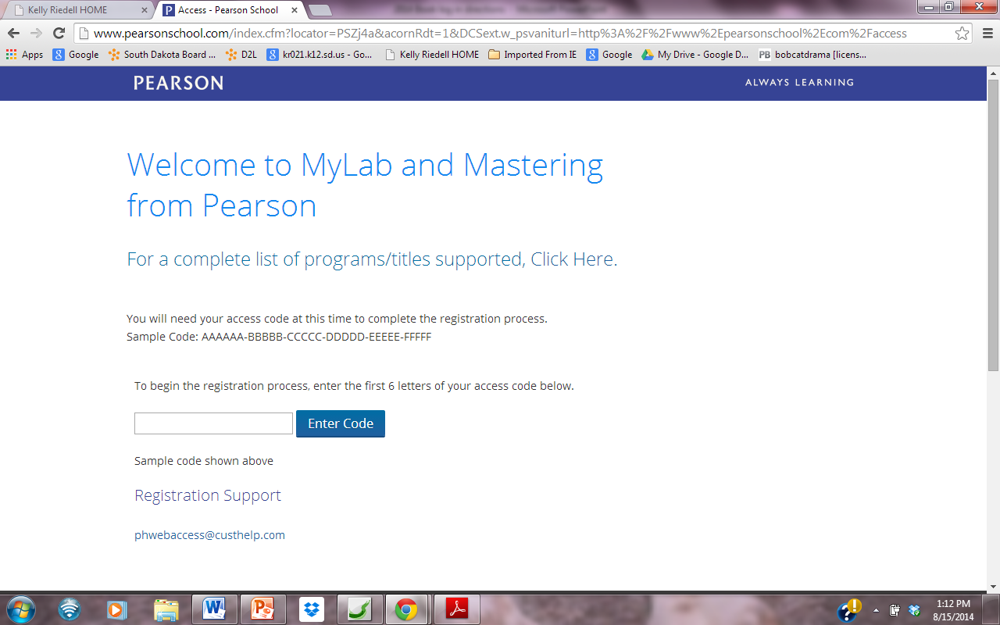 Kelly Riedell HOME
Access - Pearson School
www.pearsonschool.com/index.cfm?locator=PSZj4a&acornRdt=1&DCSext.w_psvaniturl=http%3A%2F%2Fwww%2Epearsonschool%2Ecom%2Faccess
Apps Google South Dakota Board ... D2L kr021.k12.sd.us - Go... Kelly Riedell HOME Imported From IE Google My Drive - Google D... PB bobcatdrama [licens...
PEARSON ALWAYS LEARNING
Welcome to MyLab and Mastering
from Pearson
For a complete list of programs/titles supported, Click Here.
You will need your access code at this time to complete the registration process.
Sample Code: AAAAAA-BBBBB-CCCCC-DDDDD-EEEEE-FFFFF
To begin the registration process, enter the first 6 letters of your access code below.
Enter Code
Sample code shown above
Registration Support
phwebaccess@custhelp.com
1:12 PM
8/15/2014